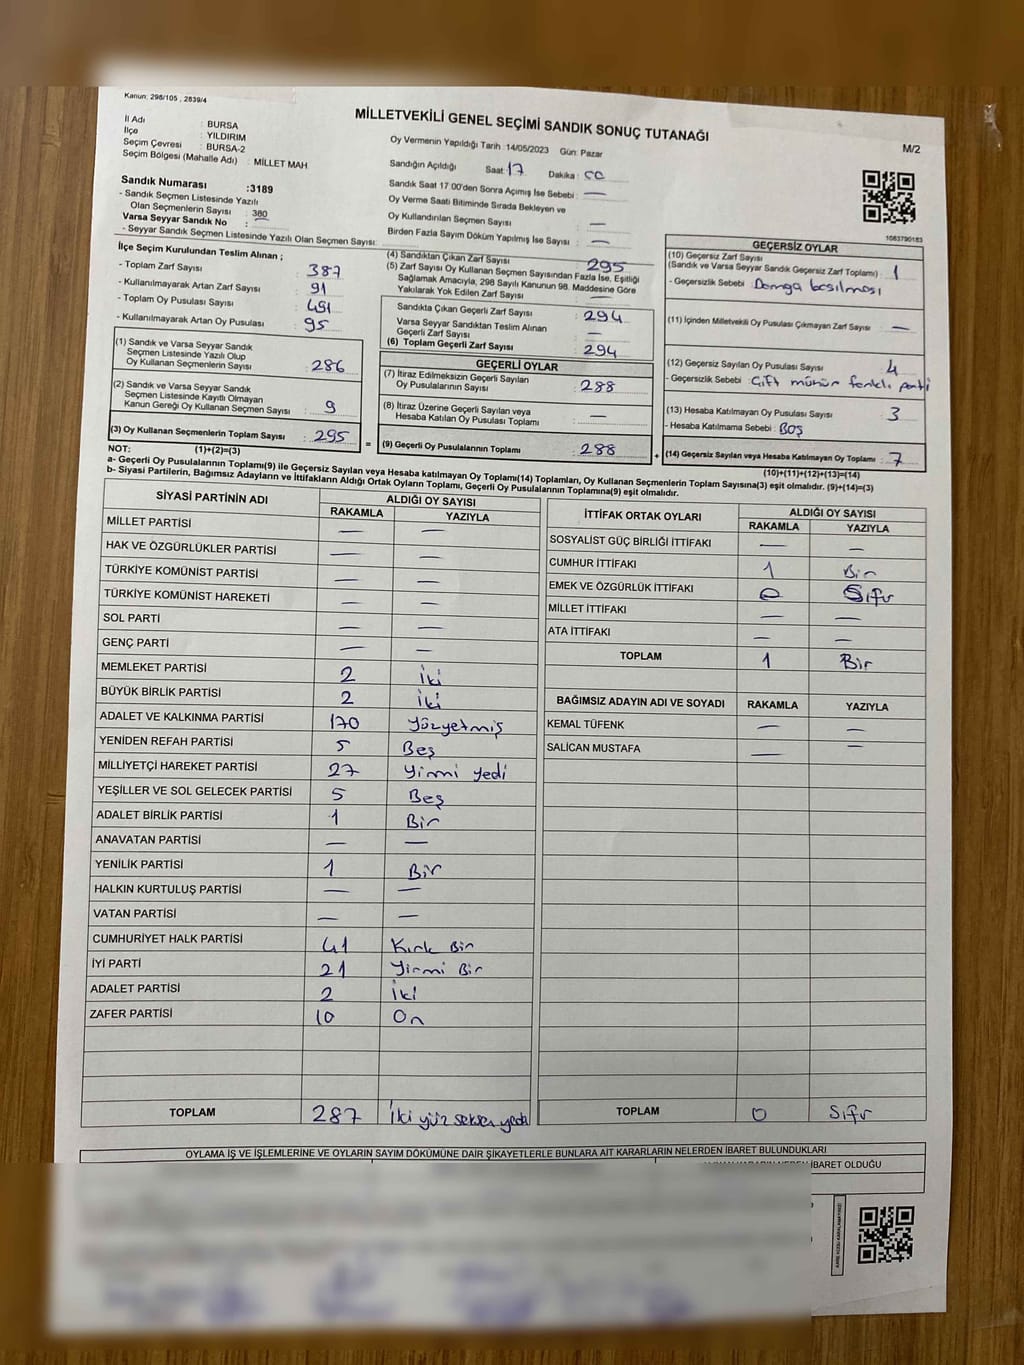 Kanun: 298/105 , 2839/4
MİLLETVEKİLİ GENEL SEÇİMİ SANDIK SONUÇ TUTANAĞI
M/2
İl Adı : BURSA
İlçe : YILDIRIM
Seçim Çevresi : BURSA-2
Seçim Bölgesi (Mahalle Adı) : MİLLET MAH.
Sandık Numarası :3189
- Sandık Seçmen Listesinde Yazılı
Olan Seçmenlerin Sayısı : 380
Varsa Seyyar Sandık No :
- Seyyar Sandık Seçmen Listesinde Yazılı Olan Seçmen Sayısı:
Oy Vermenin Yapıldığı Tarih :14/05/2023 Gün: Pazar
Sandığın Açıldığı Saat: 17 Dakika : 00
Sandık Saat 17 00'den Sonra Açımış İse Sebebi : —
Oy Verme Saati Bitiminde Sırada Bekleyen ve
Oy Kullandırılan Seçmen Sayısı : —
Birden Fazla Sayım Döküm Yapılmış İse Sayısı : —
1683790183
İlçe Seçim Kurulundan Teslim Alınan ;
- Toplam Zarf Sayısı : 387
- Kullanılmayarak Artan Zarf Sayısı : 91
- Toplam Oy Pusulası Sayısı : 491
- Kullanılmayarak Artan Oy Pusulası : 95
(1) Sandık ve Varsa Seyyar Sandık
Seçmen Listesinde Yazılı Olup
Oy Kullanan Seçmenlerin Sayısı : 286
(2) Sandık ve Varsa Seyyar Sandık
Seçmen Listesinde Kayıtlı Olmayan
Kanun Gereği Oy Kullanan Seçmen Sayısı : 9
(3) Oy Kullanan Seçmenlerin Toplam Sayısı : 295
(4) Sandıktan Çıkan Zarf Sayısı : 295
(5) Zarf Sayısı Oy Kullanan Seçmen Sayısından Fazla İse, Eşitliği
Sağlamak Amacıyla, 298 Sayılı Kanunun 98. Maddesine Göre
Yakılarak Yok Edilen Zarf Sayısı : —
Sandıkta Çıkan Geçerli Zarf Sayısı : 294
Varsa Seyyar Sandıktan Teslim Alınan
Geçerli Zarf Sayısı : —
(6) Toplam Geçerli Zarf Sayısı : 294
GEÇERLİ OYLAR
(7) İtiraz Edilmeksizin Geçerli Sayılan
Oy Pusulalarının Sayısı : 288
(8) İtiraz Üzerine Geçerli Sayılan veya
Hesaba Katılan Oy Pusulası Toplamı : —
= (9) Geçerli Oy Pusulalarının Toplamı : 288 +
GEÇERSİZ OYLAR
(10) Geçersiz Zarf Sayısı
(Sandık ve Varsa Seyyar Sandık Geçersiz Zarf Toplamı) : 1
- Geçersizlik Sebebi : Damga basılması
(11) İçinden Milletvekili Oy Pusulası Çıkmayan Zarf Sayısı : —
(12) Geçersiz Sayılan Oy Pusulası Sayısı : 4
- Geçersizlik Sebebi : Çift mühür farklı parti
(13) Hesaba Katılmayan Oy Pusulası Sayısı : 3
- Hesaba Katılmama Sebebi : Boş
(14) Geçersiz Sayılan veya Hesaba Katılmayan Oy Toplamı : 7
NOT: (1)+(2)=(3)
(10)+(11)+(12)+(13)=(14)
a- Geçerli Oy Pusulalarının Toplamı(9) ile Geçersiz Sayılan veya Hesaba katılmayan Oy Toplamı(14) Toplamları, Oy Kullanan Seçmenlerin Toplam Sayısına(3) eşit olmalıdır. (9)+(14)=(3)
b- Siyasi Partilerin, Bağımsız Adayların ve İttifakların Aldığı Ortak Oyların Toplamı, Geçerli Oy Pusulalarının Toplamına(9) eşit olmalıdır.
SİYASİ PARTİNİN ADI ALDIĞI OY SAYISI
RAKAMLA YAZIYLA
MİLLET PARTİSİ — —
HAK VE ÖZGÜRLÜKLER PARTİSİ — —
TÜRKİYE KOMÜNİST PARTİSİ — —
TÜRKİYE KOMÜNİST HAREKETİ — —
SOL PARTİ — —
GENÇ PARTİ — —
MEMLEKET PARTİSİ 2 İki
BÜYÜK BİRLİK PARTİSİ 2 İki
ADALET VE KALKINMA PARTİSİ 170 Yüzyetmiş
YENİDEN REFAH PARTİSİ 5 Beş
MİLLİYETÇİ HAREKET PARTİSİ 27 Yirmi yedi
YEŞİLLER VE SOL GELECEK PARTİSİ 5 Beş
ADALET BİRLİK PARTİSİ 1 Bir
ANAVATAN PARTİSİ — —
YENİLİK PARTİSİ 1 Bir
HALKIN KURTULUŞ PARTİSİ — —
VATAN PARTİSİ — —
CUMHURİYET HALK PARTİSİ 41 Kırk Bir
İYİ PARTİ 21 Yirmi Bir
ADALET PARTİSİ 2 İki
ZAFER PARTİSİ 10 On
TOPLAM 287 İki yüz seksen yedi
İTTİFAK ORTAK OYLARI ALDIĞI OY SAYISI
RAKAMLA YAZIYLA
SOSYALİST GÜÇ BİRLİĞİ İTTİFAKI — —
CUMHUR İTTİFAKI 1 Bir
EMEK VE ÖZGÜRLÜK İTTİFAKI 0 Sıfır
MİLLET İTTİFAKI — —
ATA İTTİFAKI — —
TOPLAM 1 Bir
BAĞIMSIZ ADAYIN ADI VE SOYADI RAKAMLA YAZIYLA
KEMAL TÜFENK — —
SALİCAN MUSTAFA — —
TOPLAM 0 Sıfır
OYLAMA İŞ VE İŞLEMLERİNE VE OYLARIN SAYIM DÖKÜMÜNE DAİR ŞİKAYETLERLE BUNLARA AİT KARARLARIN NELERDEN İBARET BULUNDUKLARI
İBARET OLDUĞU